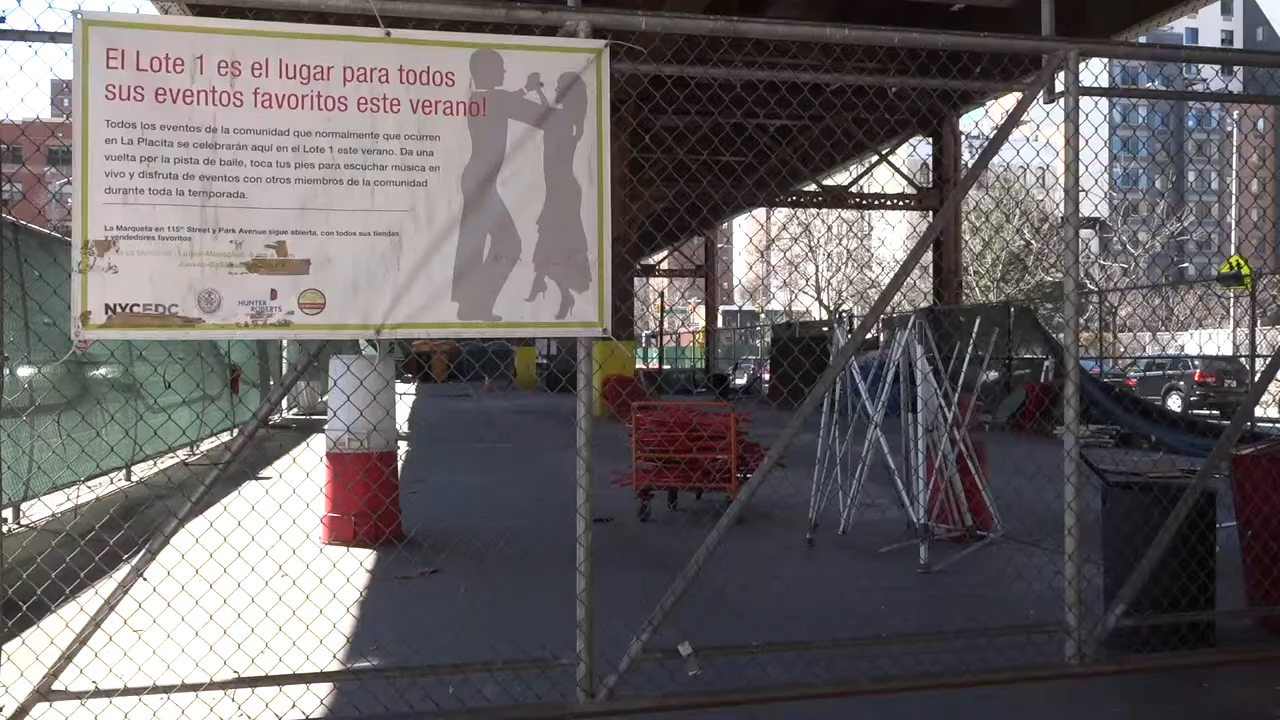 El Lote 1 es el lugar para todos
sus eventos favoritos este verano!
Todos los eventos de la comunidad que normalmente que ocurren
en La Placita se celebrarán aquí en el Lote 1 este verano. Da una
vuelta por la pista de baile, toca tus pies para escuchar música en
vivo y disfruta de eventos con otros miembros de la comunidad
durante toda la temporada.
La Marqueta en 115th Street y Park Avenue sigue abierta, con todos sus tiendas
y vendedores favoritos
NYCEDC
HUNTER
ROBERTS